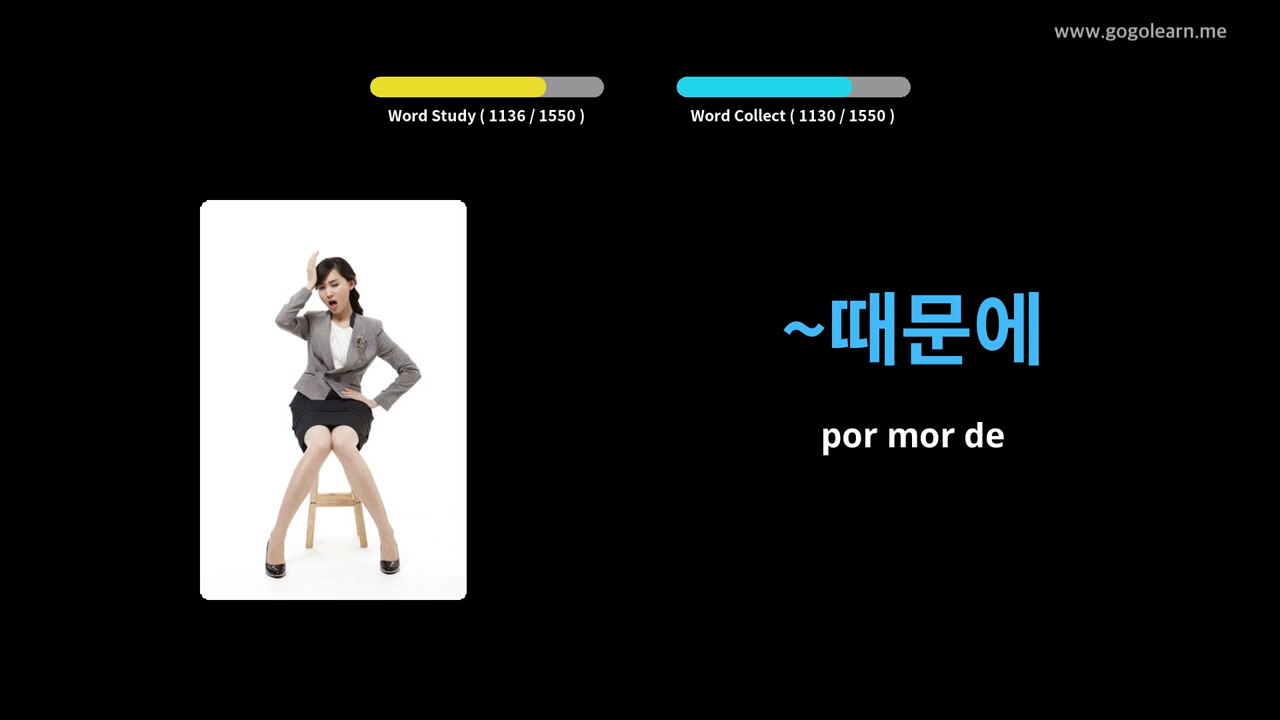 www.gogolearn.me
Word Study ( 1136 / 1550 )
Word Collect ( 1130 / 1550 )
~때문에
por mor de